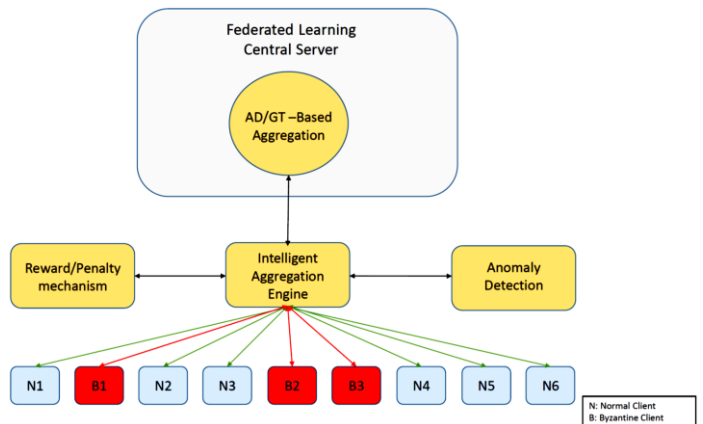 Federated Learning
Central Server
AD/GT –Based
Aggregation
Reward/Penalty
mechanism
Intelligent
Aggregation
Engine
Anomaly
Detection
N1
B1
N2
N3
B2
B3
N4
N5
N6
N: Normal Client
B: Byzantine Client